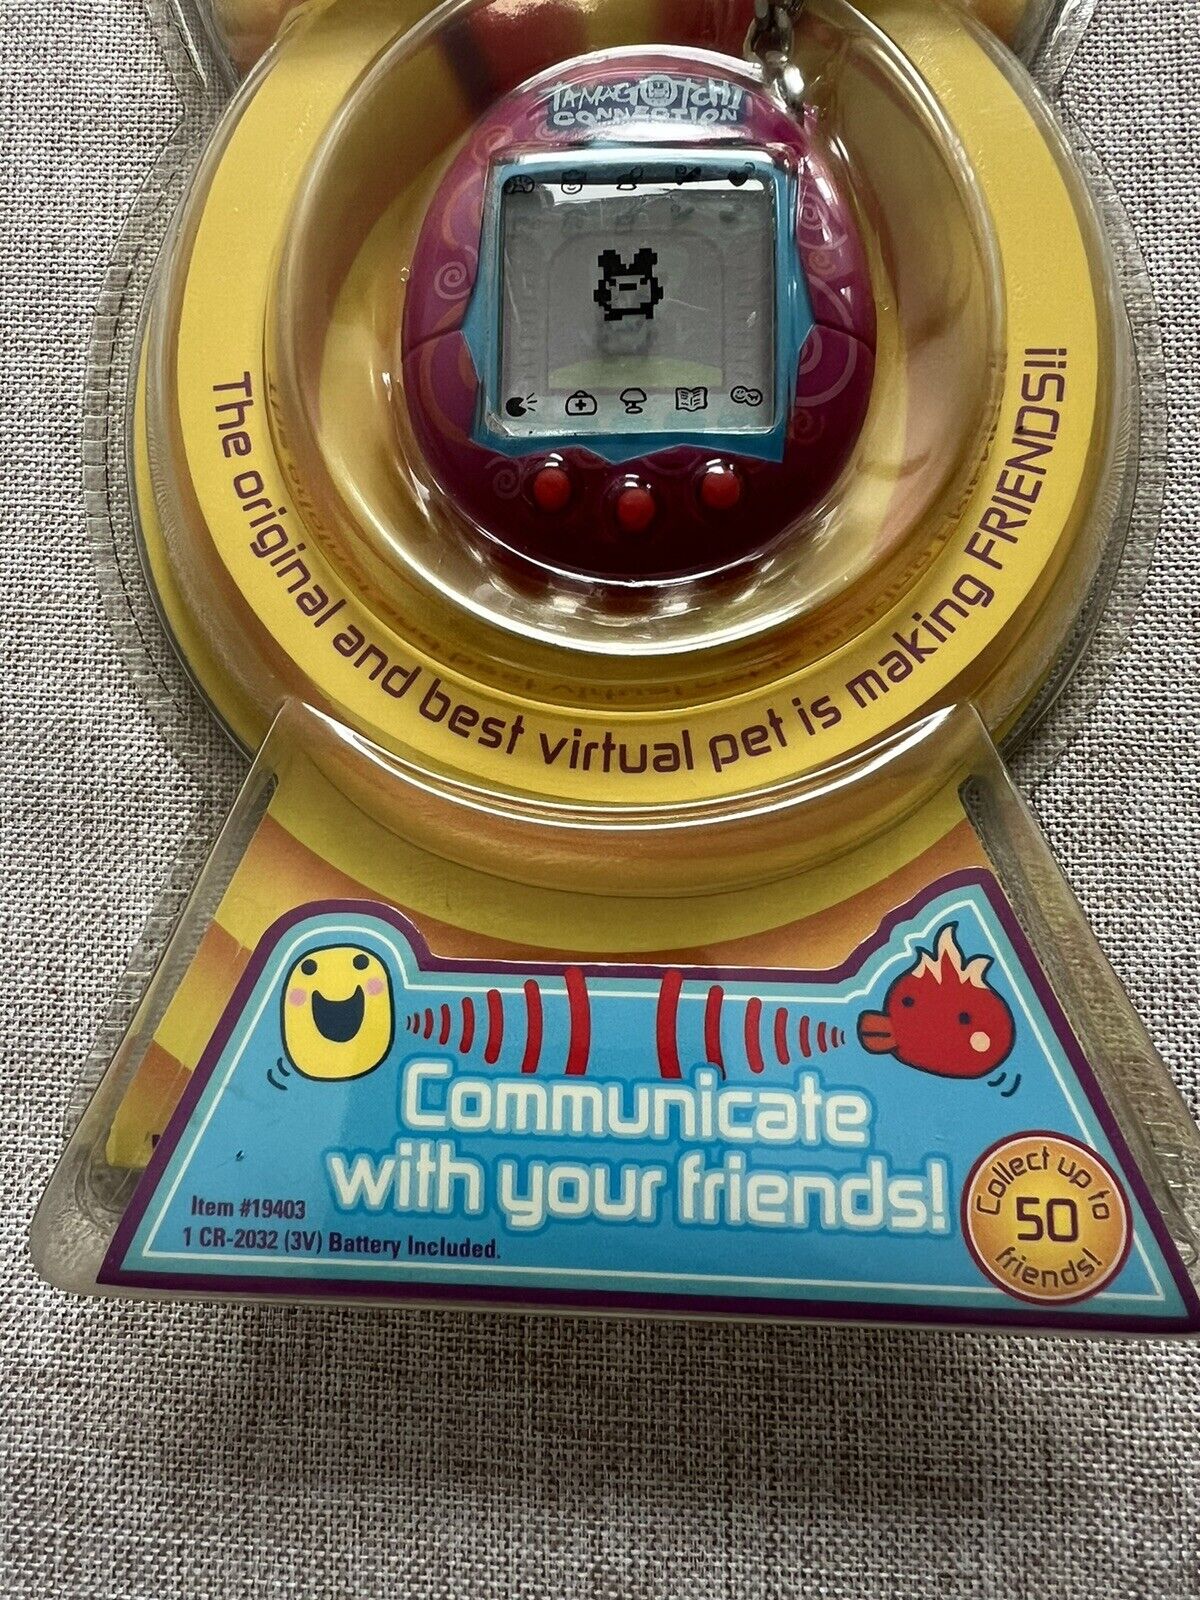 TAMAGOTCHI
CONNECTION
The original and best virtual pet is making FRIENDS!!
Communicate
with your friends!
Item #19403
1 CR-2032 (3V) Battery Included.
Collect up to
50
friends!